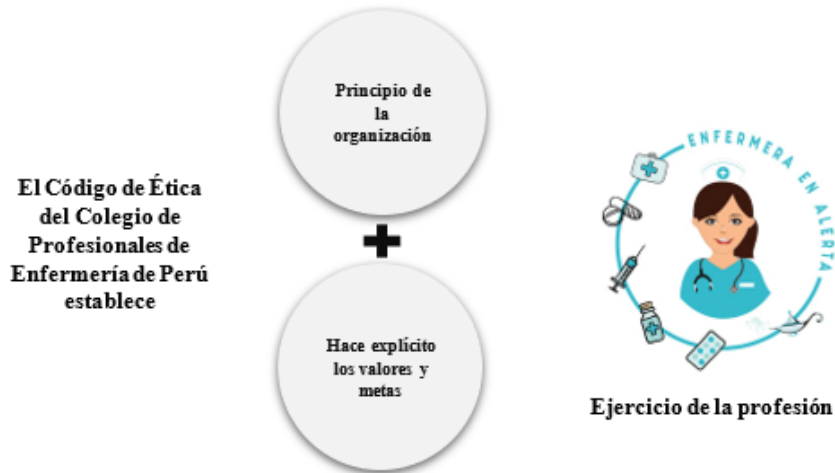 El Código de Ética
del Colegio de
Profesionales de
Enfermería de Perú
establece
Principio de
la
organización
Hace explícito
los valores y
metas
ENFERMERA EN ALERTA
Ejercicio de la profesión